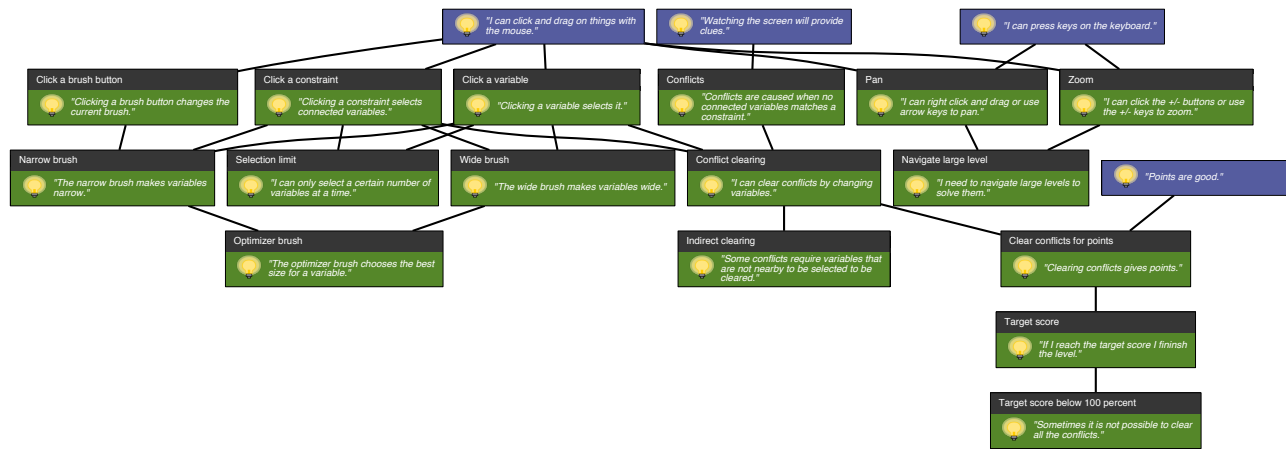 "I can click and drag on things with
the mouse."
"Watching the screen will provide
clues."
"I can press keys on the keyboard."
Click a brush button
"Clicking a brush button changes the
current brush."
Click a constraint
"Clicking a constraint selects
connected variables."
Click a variable
"Clicking a variable selects it."
Conflicts
"Conflicts are caused when no
connected variables matches a
constraint."
Pan
"I can right click and drag or use
arrow keys to pan."
Zoom
"I can click the +/- buttons or use
the +/- keys to zoom."
Narrow brush
"The narrow brush makes variables
narrow."
Selection limit
"I can only select a certain number of
variables at a time."
Wide brush
"The wide brush makes variables wide."
Conflict clearing
"I can clear conflicts by changing
variables."
Navigate large level
"I need to navigate large levels to
solve them."
"Points are good."
Optimizer brush
"The optimizer brush chooses the best
size for a variable."
Indirect clearing
"Some conflicts require variables that
are not nearby to be selected to be
cleared."
Clear conflicts for points
"Clearing conflicts gives points."
Target score
"If I reach the target score I fininsh
the level."
Target score below 100 percent
"Sometimes it is not possible to clear
all the conflicts."